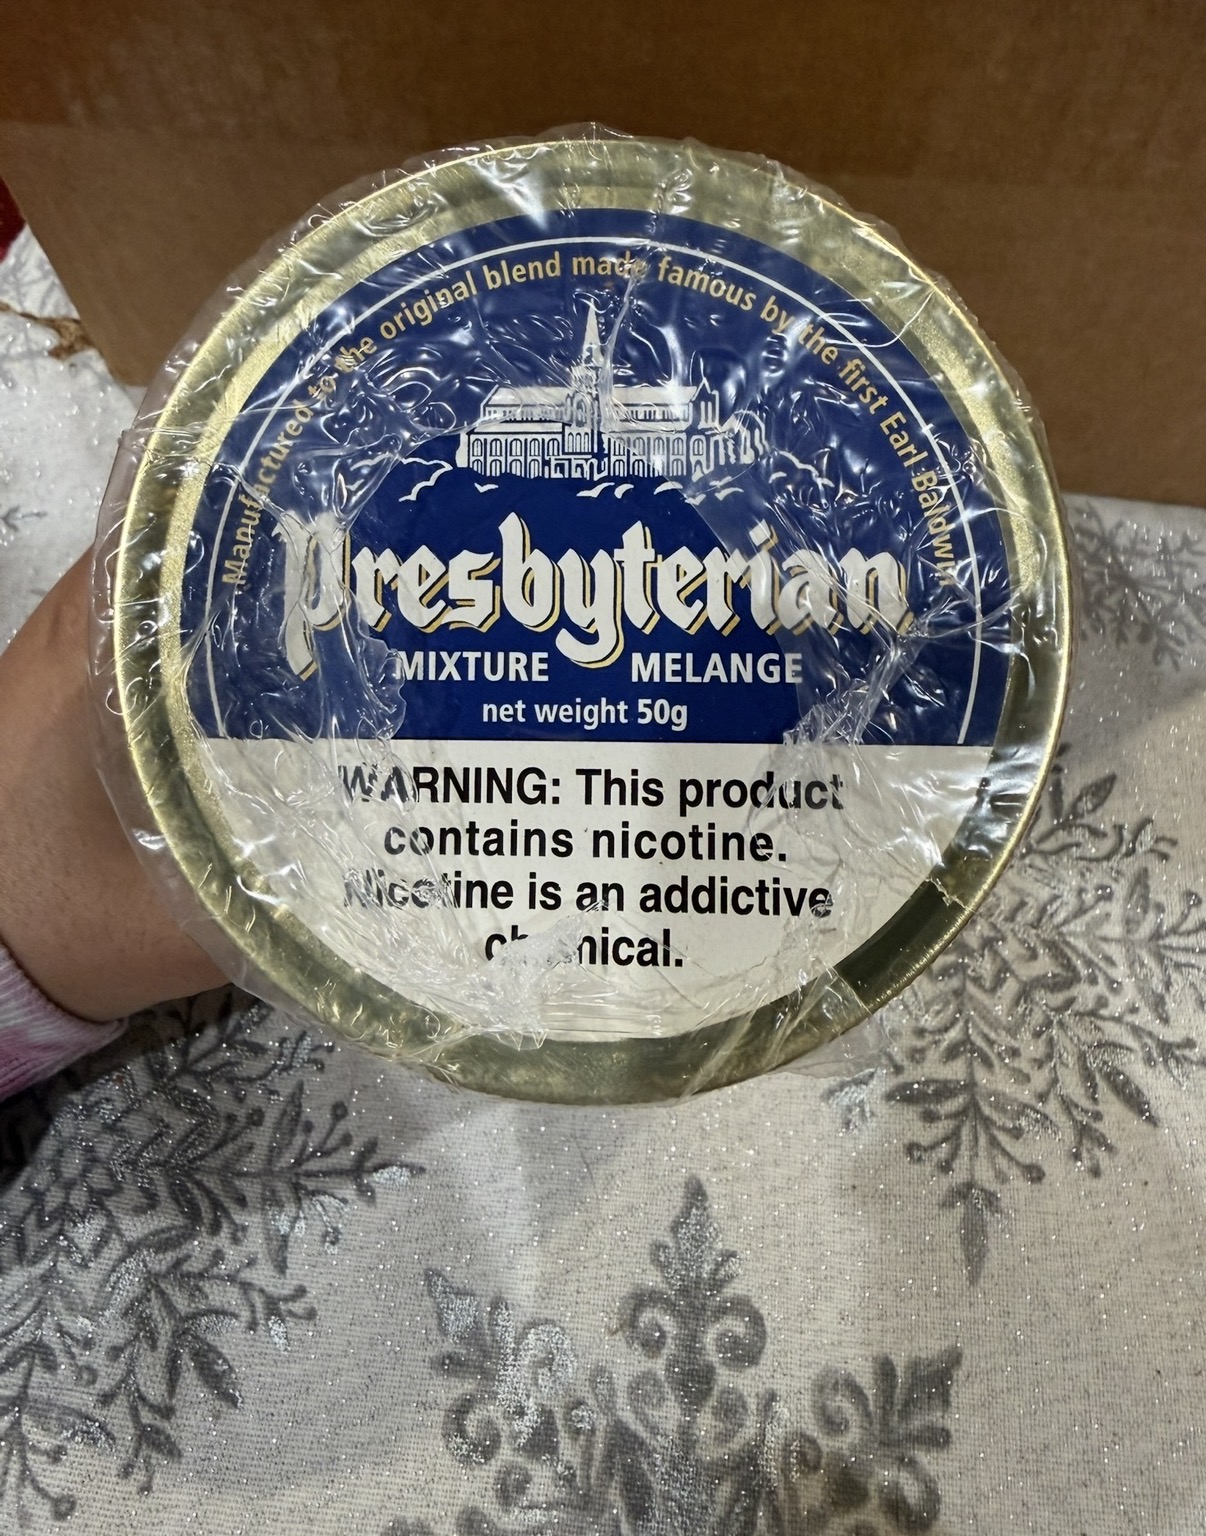 Manufactured to the original blend made famous by the first Earl Baldwin
Presbyterian
MIXTURE MELANGE
net weight 50g
WARNING: This product
contains nicotine.
Nicotine is an addictive
chemical.